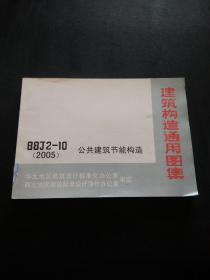 建筑构造通用图集
88J2-10
(2005)
公共建筑节能构造
华北地区建筑设计标准化办公室
西北地区建筑标准设计协作办公室
审定